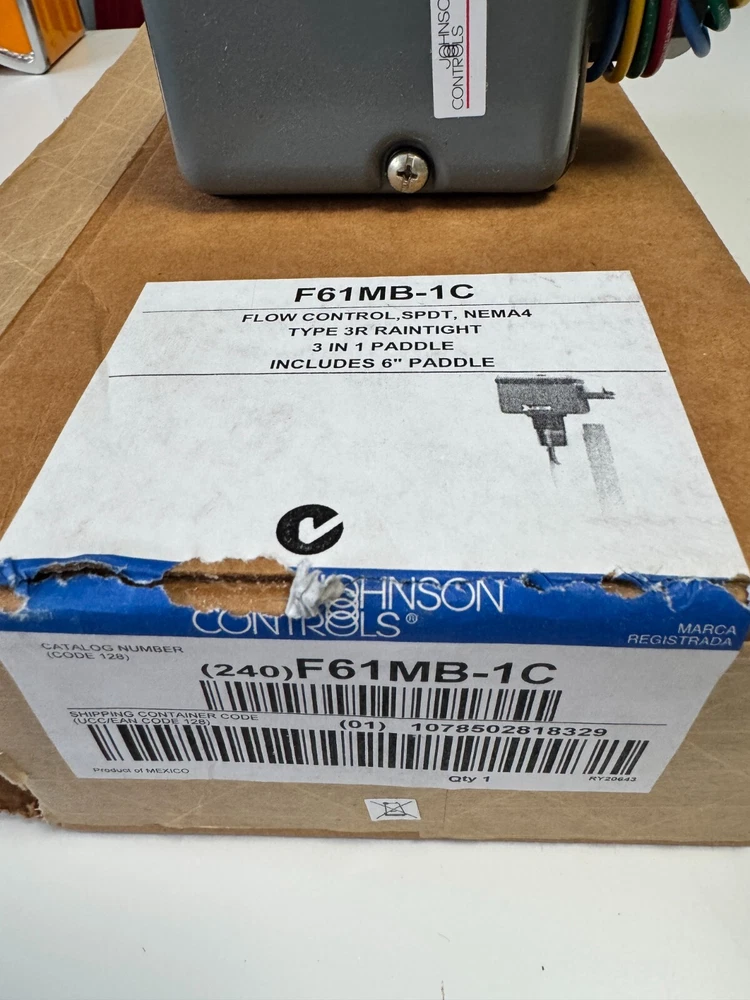 JOHNSON
CONTROLS
F61MB-1C
FLOW CONTROL,SPDT, NEMA4
TYPE 3R RAINTIGHT
3 IN 1 PADDLE
INCLUDES 6" PADDLE
JOHNSON
CONTROLS®
MARCA
REGISTRADA
CATALOG NUMBER
(CODE 128)
(240)F61MB-1C
SHIPPING CONTAINER CODE
(UCC/EAN CODE 128)
(01) 1078502818329
Product of MEXICO
Qty 1
RY20643